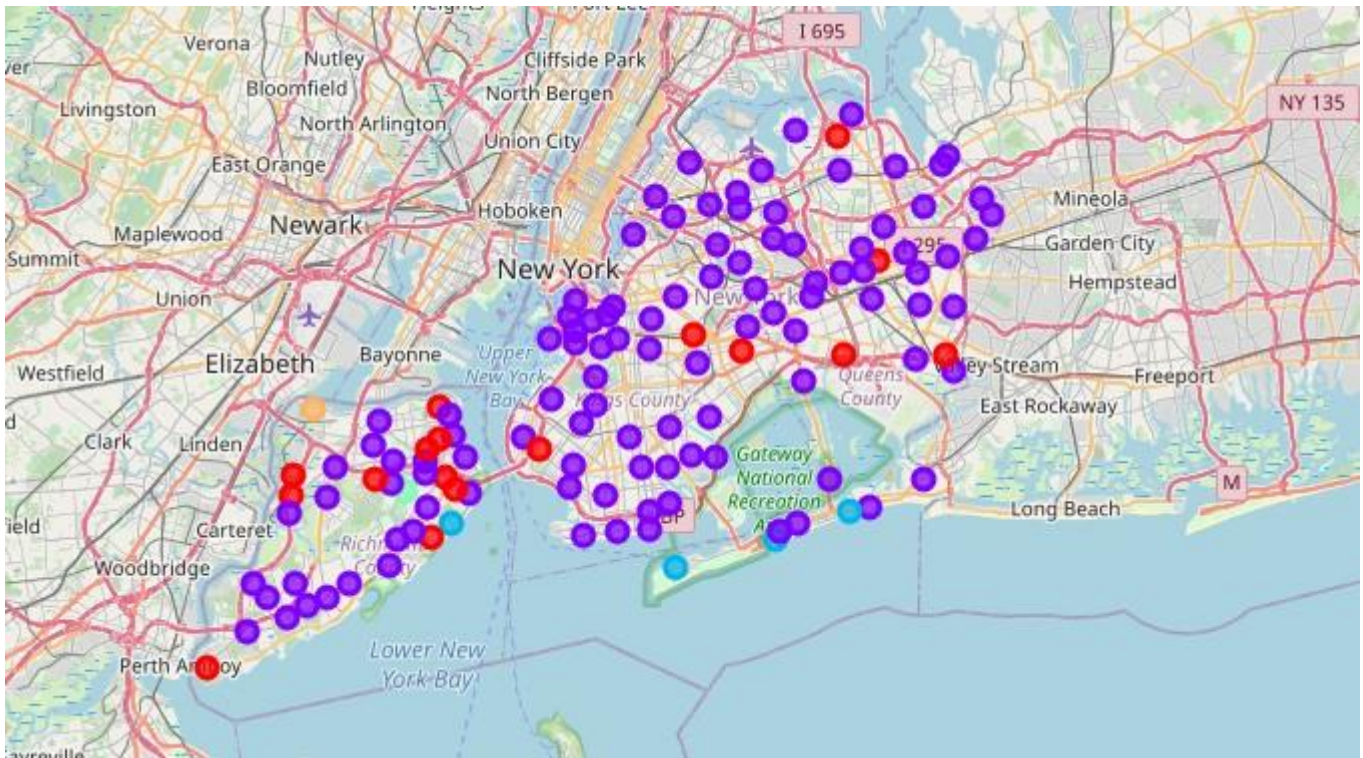 I 695
Verona
Nutley
Cliffside Park
Bloomfield
North Bergen
Livingston
NY 135
North Arlington
Union City
East Orange
Mineola
Hoboken
Newark
Maplewood
Garden City
Summit
New York
Hempstead
Union
Bayonne
Upper
New York
Bay
Elizabeth
Westfield
Queens
County
Stream
Freeport
East Rockaway
Clark
Linden
Gateway
National
Recreation
M
Long Beach
Carteret
Woodbridge
Lower New
York Bay